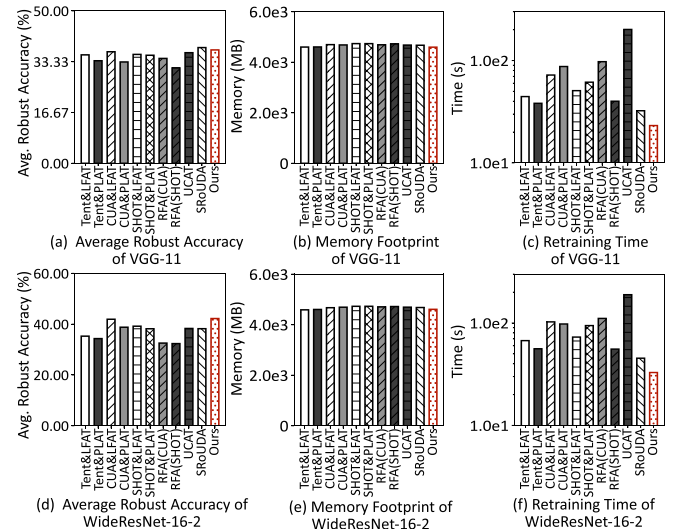 50.00
33.33
16.67
0.00
Avg. Robust Accuracy (%)
Tent&LFAT
Tent&PLAT
CUA&LFAT
CUA&PLAT
SHOT&LFAT
SHOT&PLAT
RFA(CUA)
RFA(SHOT)
UCAT
SRoUDA
Ours
(a) Average Robust Accuracy
of VGG-11
6.0e3
4.0e3
2.0e3
0.0
Memory (MB)
Tent&LFAT
Tent&PLAT
CUA&LFAT
CUA&PLAT
SHOT&LFAT
SHOT&PLAT
RFA(CUA)
RFA(SHOT)
UCAT
SRoUDA
Ours
(b) Memory Footprint
of VGG-11
1.0e2
1.0e1
Time (s)
Tent&LFAT
Tent&PLAT
CUA&LFAT
CUA&PLAT
SHOT&LFAT
SHOT&PLAT
RFA(CUA)
RFA(SHOT)
UCAT
SRoUDA
Ours
(c) Retraining Time
of VGG-11
60.00
40.00
20.00
0.00
Avg. Robust Accuracy (%)
Tent&LFAT
Tent&PLAT
CUA&LFAT
CUA&PLAT
SHOT&LFAT
SHOT&PLAT
RFA(CUA)
RFA(SHOT)
UCAT
SRoUDA
Ours
(d) Average Robust Accuracy of
WideResNet-16-2
6.0e3
4.0e3
2.0e3
0.0
Memory (MB)
Tent&LFAT
Tent&PLAT
CUA&LFAT
CUA&PLAT
SHOT&LFAT
SHOT&PLAT
RFA(CUA)
RFA(SHOT)
UCAT
SRoUDA
Ours
(e) Memory Footprint of
WideResNet-16-2
1.0e2
1.0e1
Time (s)
Tent&LFAT
Tent&PLAT
CUA&LFAT
CUA&PLAT
SHOT&LFAT
SHOT&PLAT
RFA(CUA)
RFA(SHOT)
UCAT
SRoUDA
Ours
(f) Retraining Time of
WideResNet-16-2